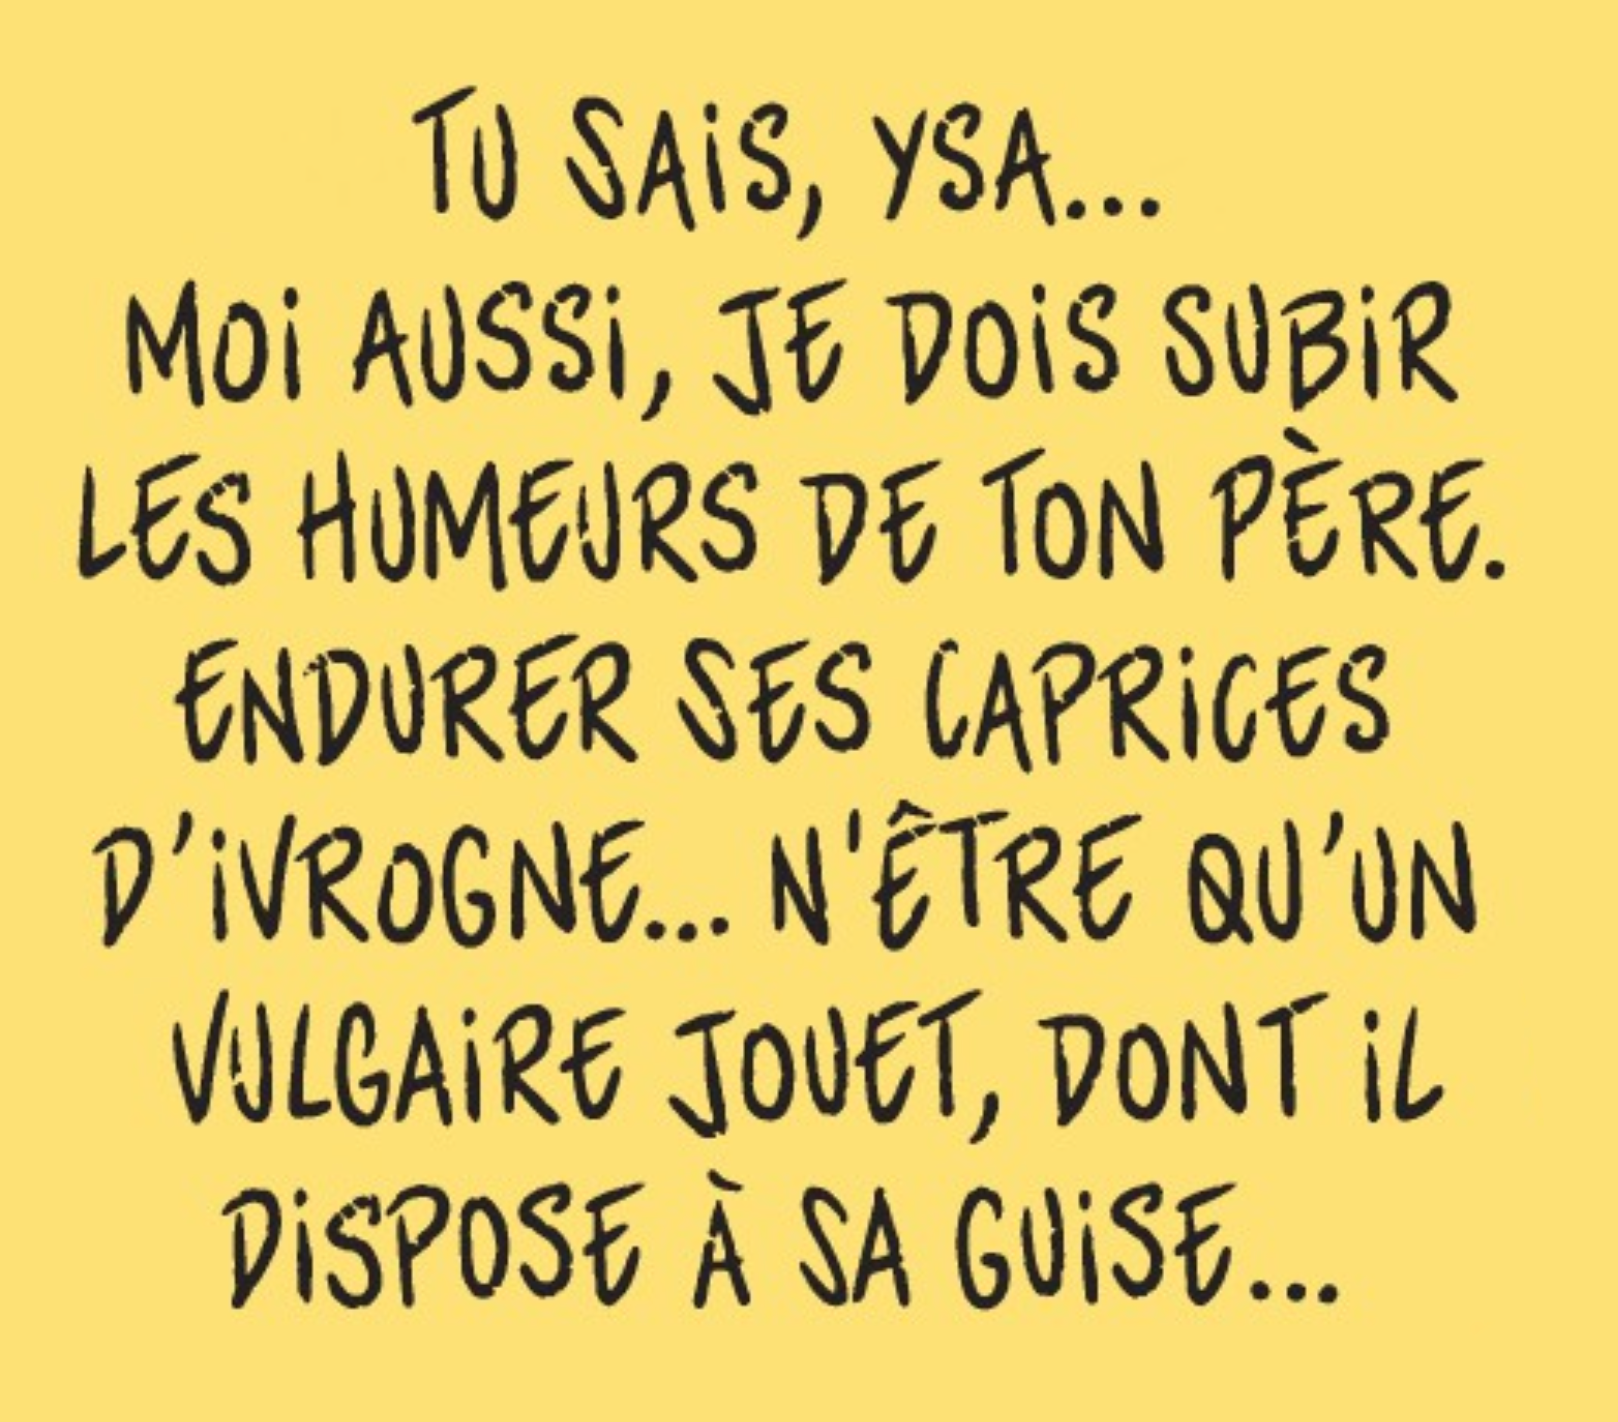 TU SAIS, YSA...
MOI AUSSI, JE DOIS SUBIR
LES HUMEURS DE TON PÈRE.
ENDURER SES CAPRICES
D'IVROGNE... N'ÊTRE QU'UN
VULGAIRE JOUET, DONT IL
DISPOSE À SA GUISE...